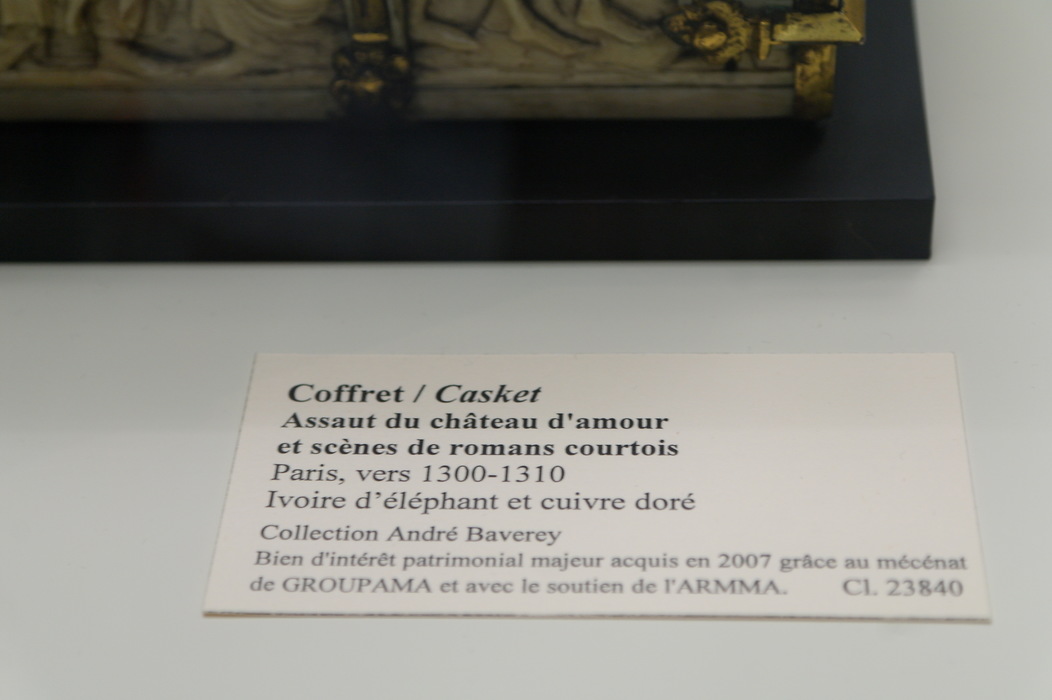 Coffret / Casket
Assaut du château d'amour
et scènes de romans courtois
Paris, vers 1300-1310
Ivoire d’éléphant et cuivre doré
Collection André Baverey
Bien d'intérêt patrimonial majeur acquis en 2007 grâce au mécénat
de GROUPAMA et avec le soutien de l'ARMMA. Cl. 23840